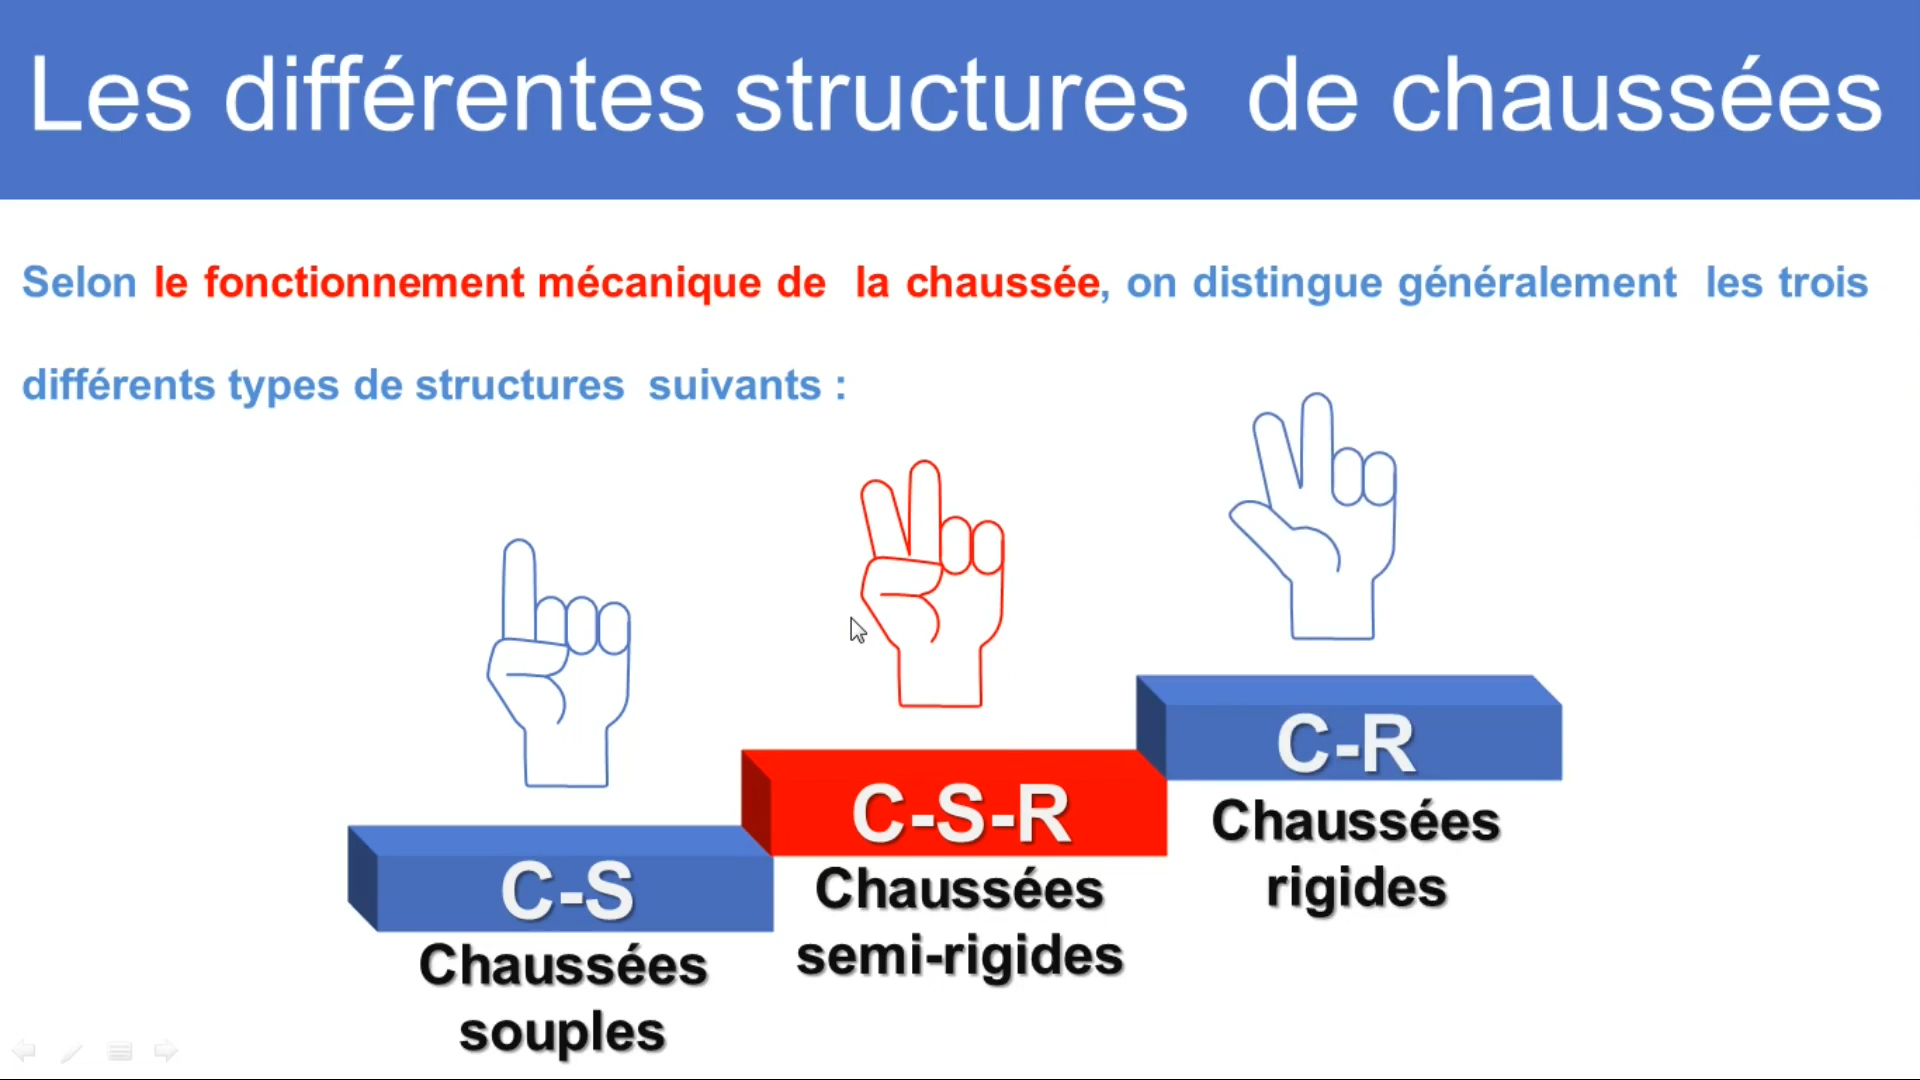 Les différentes structures de chaussées
Selon le fonctionnement mécanique de la chaussée, on distingue généralement les trois
différents types de structures suivants :
C-S
Chaussées
souples
C-S-R
Chaussées
semi-rigides
C-R
Chaussées
rigides